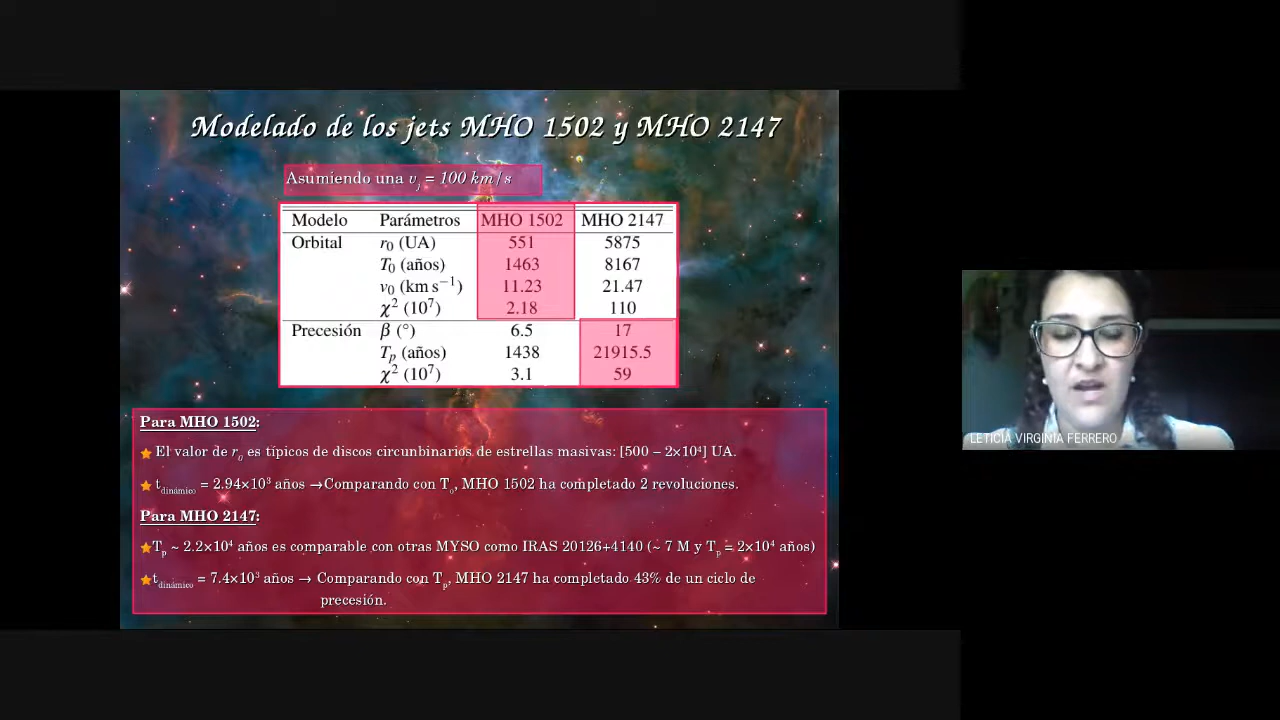 Modelado de los jets MHO 1502 y MHO 2147
Asumiendo una v_j = 100 km/s
Modelo Parámetros MHO 1502 MHO 2147
Orbital r₀ (UA) 551 5875
T₀ (años) 1463 8167
v₀ (km s⁻¹) 11.23 21.47
χ² (10⁷) 2.18 110
Precesión β (°) 6.5 17
Tₚ (años) 1438 21915.5
χ² (10⁷) 3.1 59
Para MHO 1502:
El valor de r₀ es típicos de discos circunbinarios de estrellas masivas: [500 – 2×10⁴] UA.
t_dinámico = 2.94×10³ años →Comparando con T₀, MHO 1502 ha completado 2 revoluciones.
Para MHO 2147:
Tₚ ~ 2.2×10⁴ años es comparable con otras MYSO como IRAS 20126+4140 (~ 7 M y Tₚ = 2×10⁴ años)
t_dinámico = 7.4×10³ años → Comparando con Tₚ, MHO 2147 ha completado 43% de un ciclo de
precesión.
LETICIA VIRGINIA FERRERO